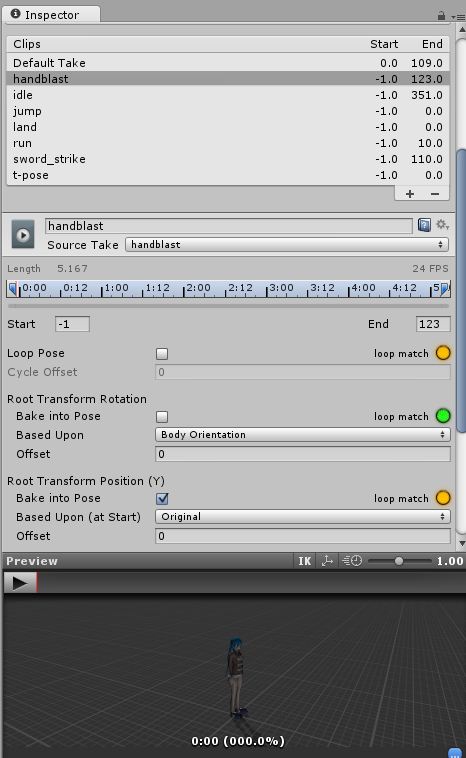 Inspector
Clips Start End
Default Take 0.0 109.0
handblast -1.0 123.0
idle -1.0 351.0
jump -1.0 0.0
land -1.0 0.0
run -1.0 10.0
sword_strike -1.0 110.0
t-pose -1.0 0.0
+ −
handblast
Source Take handblast
Length 5.167 24 FPS
0:00 0:12 1:00 1:12 2:00 2:12 3:00 3:12 4:00 4:12 5
Start -1 End 123
Loop Pose loop match
Cycle Offset 0
Root Transform Rotation
Bake into Pose loop match
Based Upon Body Orientation
Offset 0
Root Transform Position (Y)
Bake into Pose loop match
Based Upon (at Start) Original
Offset 0
Preview IK 1.00
0:00 (000.0%)